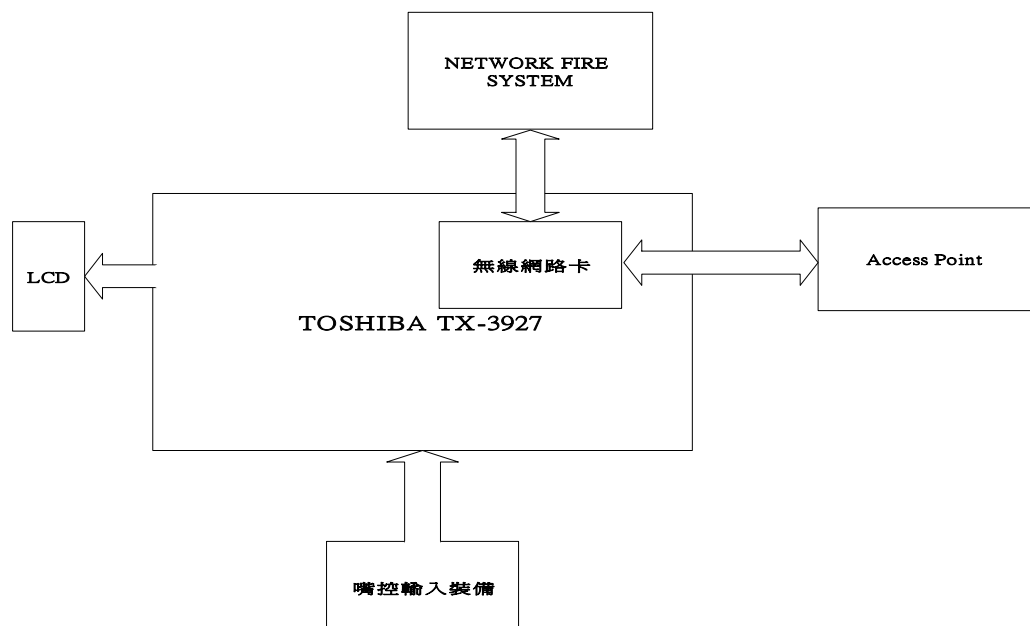 NETWORK FIRE
SYSTEM
無線網路卡
Access Point
LCD
TOSHIBA TX-3927
嘴控輸入裝備